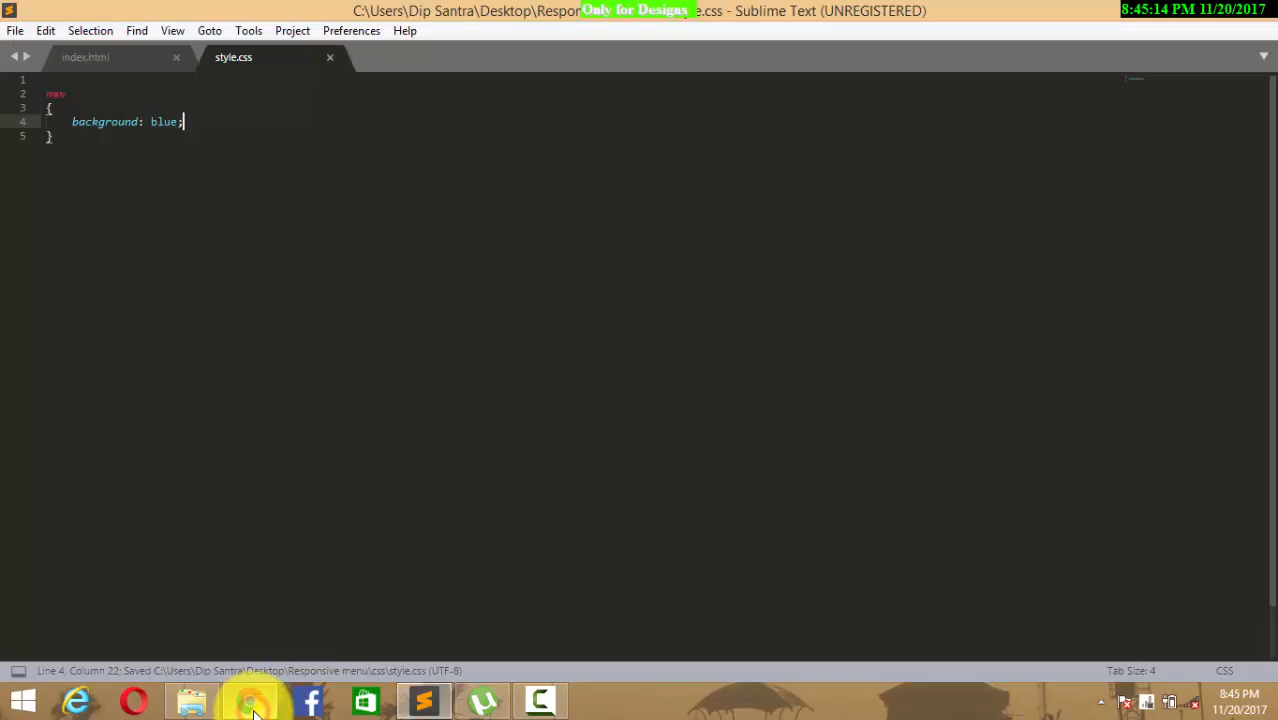 C:\Users\Dip Santra\Desktop\Respon
Only for Designs
e.css - Sublime Text (UNREGISTERED)
8:45:14 PM 11/20/2017
File Edit Selection Find View Goto Tools Project Preferences Help
index.html
style.css
1
2 nav
3 {
4 background: blue;
5 }
Line 4, Column 22; Saved C:\Users\Dip Santra\Desktop\Responsive menu\css\style.css (UTF-8)
Tab Size: 4
CSS
8:45 PM
11/20/2017